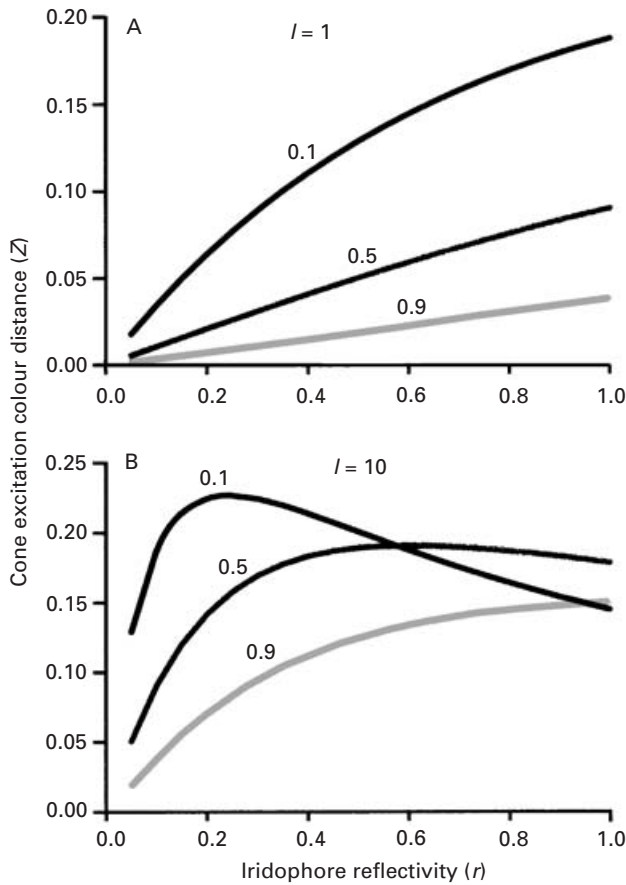 Cone excitation colour distance (Z)
A
l = 1
0.20
0.15
0.10
0.05
0.00
0.1
0.5
0.9
0.0 0.2 0.4 0.6 0.8 1.0
B
l = 10
0.25
0.20
0.15
0.10
0.05
0.00
0.1
0.5
0.9
0.0 0.2 0.4 0.6 0.8 1.0
Iridophore reflectivity (r)